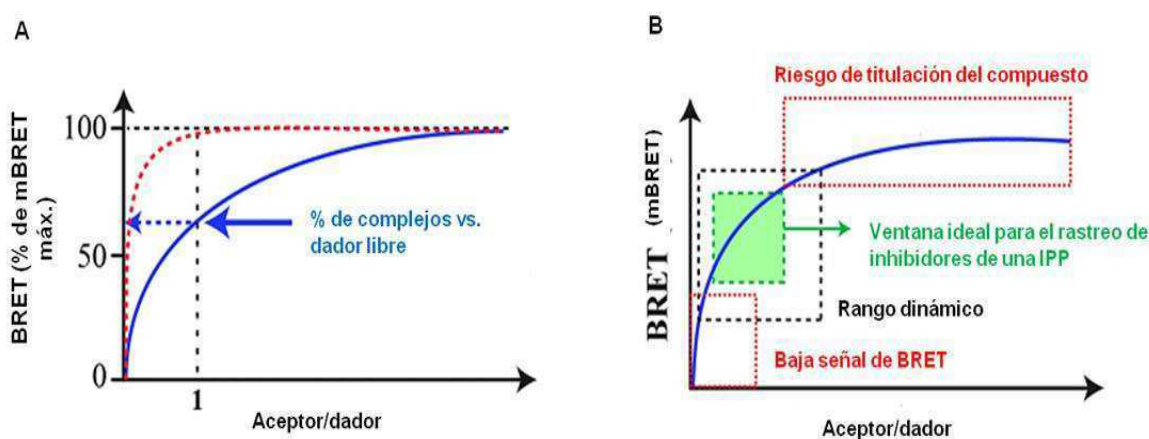 A
BRET (% de mBRET
máx.)
100
50
0
1
% de complejos vs.
dador libre
Aceptor/dador
B
BRET (mBRET)
Riesgo de titulación del compuesto
Ventana ideal para el rastreo de
inhibidores de una IPP
Rango dinámico
Baja señal de BRET
Aceptor/dador